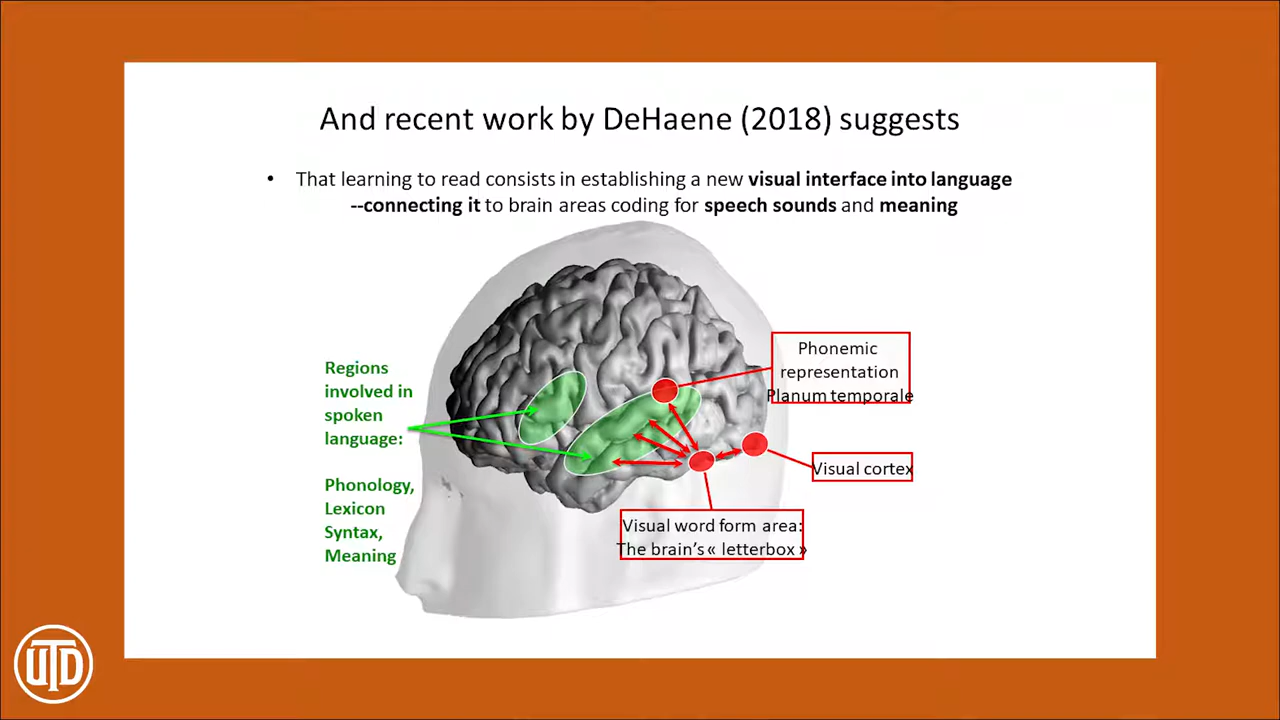 And recent work by DeHaene (2018) suggests
• That learning to read consists in establishing a new visual interface into language
--connecting it to brain areas coding for speech sounds and meaning
Regions
involved in
spoken
language:
Phonology,
Lexicon
Syntax,
Meaning
Phonemic
representation
Planum temporale
Visual cortex
Visual word form area:
The brain's « letterbox »
UTD